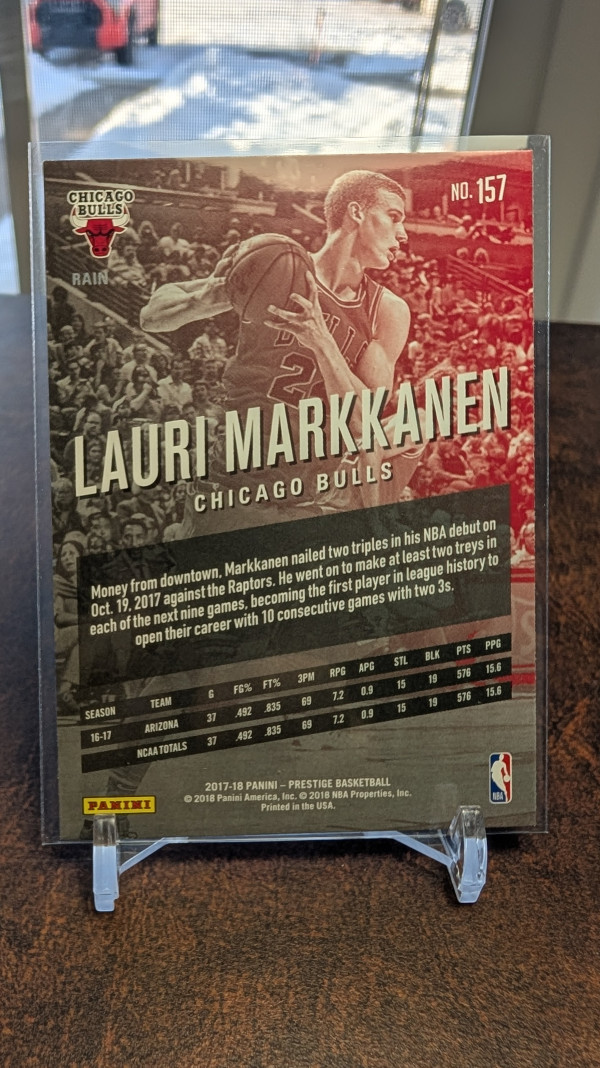 CHICAGO
BULLS
NO. 157
RAIN
LAURI MARKKANEN
CHICAGO BULLS
Money from downtown, Markkanen nailed two triples in his NBA debut on
Oct. 19, 2017 against the Raptors. He went on to make at least two treys in
each of the next nine games, becoming the first player in league history to
open their career with 10 consecutive games with two 3s.
SEASON TEAM G FG% FT% 3PM RPG APG STL BLK PTS PPG
16-17 ARIZONA 37 .492 .835 69 7.2 0.9 15 19 576 15.6
NCAA TOTALS 37 .492 .835 69 7.2 0.9 15 19 576 15.6
2017-18 PANINI – PRESTIGE BASKETBALL
© 2018 Panini America, Inc. © 2018 NBA Properties, Inc.
Printed in the USA.
PANINI
NBA